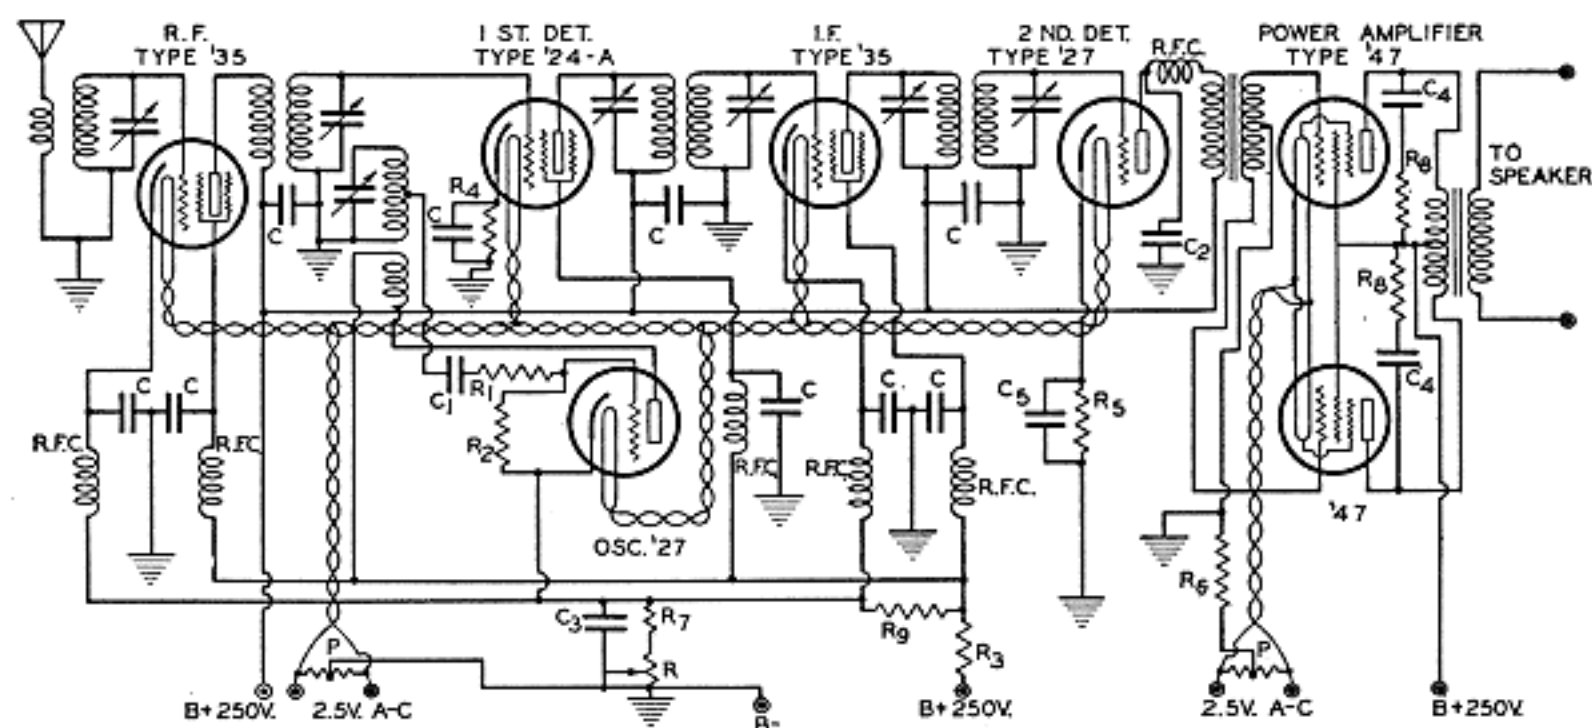 R.F.
TYPE '35
1 ST. DET.
TYPE '24-A
I.F.
TYPE '35
2 ND. DET.
TYPE '27
R.F.C.
POWER AMPLIFIER
TYPE '47
C4
R8
TO
SPEAKER
C
R4
C
C
C
C2
R8
C4
C
C
C1
R1
R2
C
C
C
C5
R5
R.F.C.
R.F.C.
R.F.C.
R.F.C.
R.F.C.
'47
OSC. '27
R6
C3
R7
R9
P
R
R3
P
B+250V.
2.5V. A-C
B-
B+250V.
2.5V. A-C
B+250V.